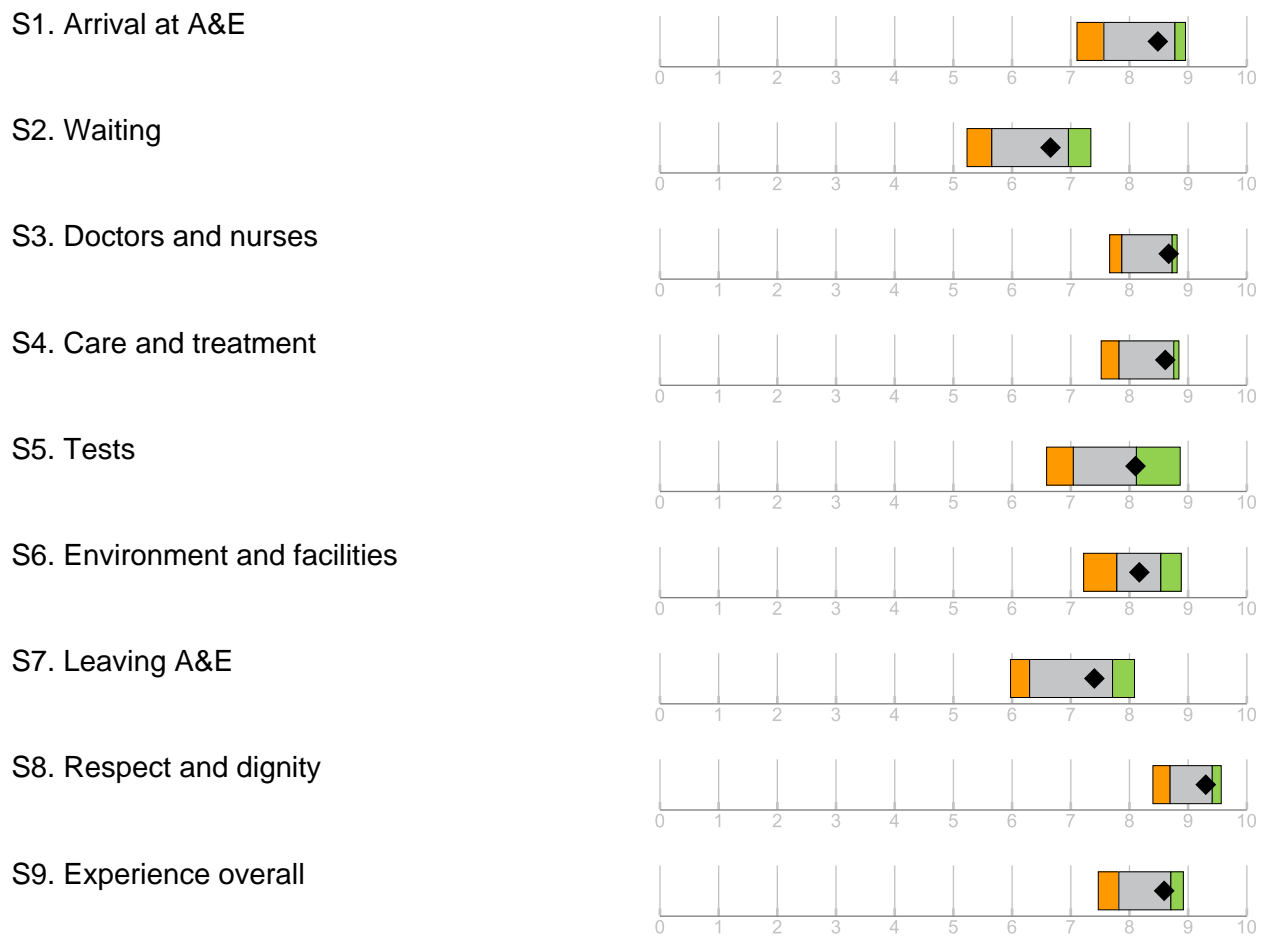 S1. Arrival at A&E
0 1 2 3 4 5 6 7 8 9 10
S2. Waiting
0 1 2 3 4 5 6 7 8 9 10
S3. Doctors and nurses
0 1 2 3 4 5 6 7 8 9 10
S4. Care and treatment
0 1 2 3 4 5 6 7 8 9 10
S5. Tests
0 1 2 3 4 5 6 7 8 9 10
S6. Environment and facilities
0 1 2 3 4 5 6 7 8 9 10
S7. Leaving A&E
0 1 2 3 4 5 6 7 8 9 10
S8. Respect and dignity
0 1 2 3 4 5 6 7 8 9 10
S9. Experience overall
0 1 2 3 4 5 6 7 8 9 10